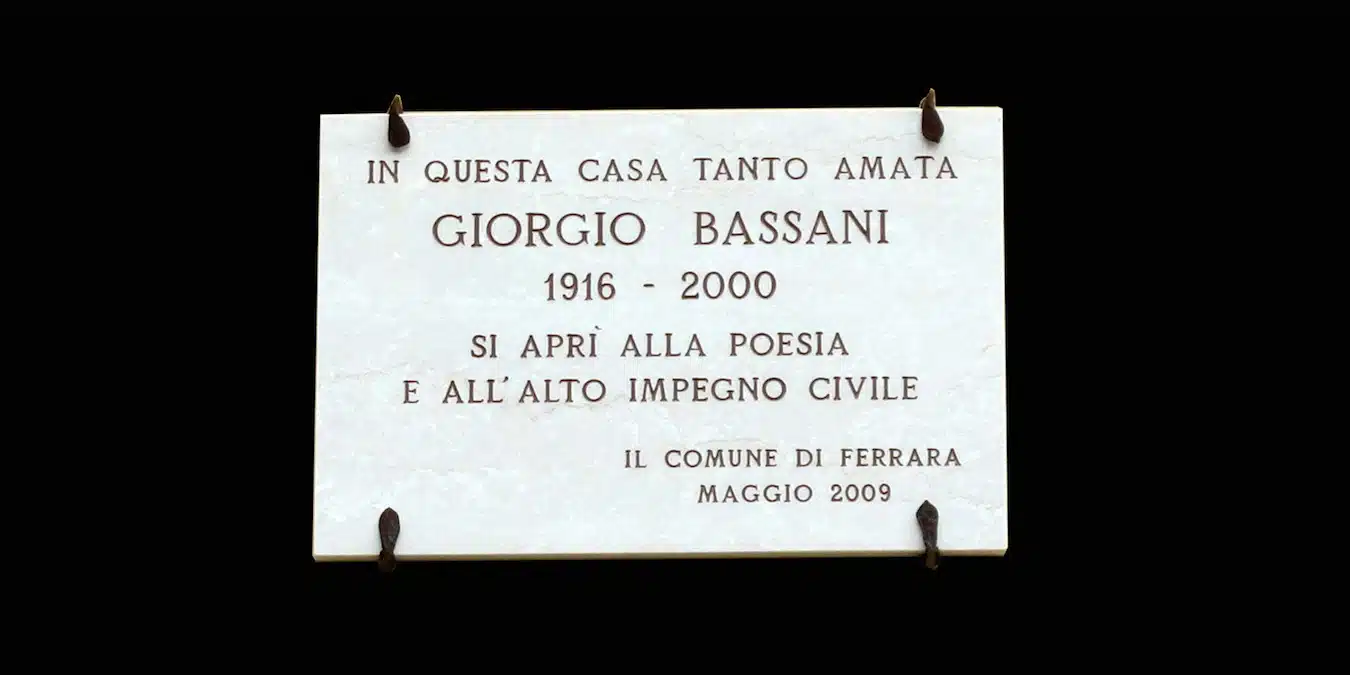 IN QUESTA CASA TANTO AMATA
GIORGIO BASSANI
1916 - 2000
SI APRÌ ALLA POESIA
E ALL'ALTO IMPEGNO CIVILE
IL COMUNE DI FERRARA
MAGGIO 2009